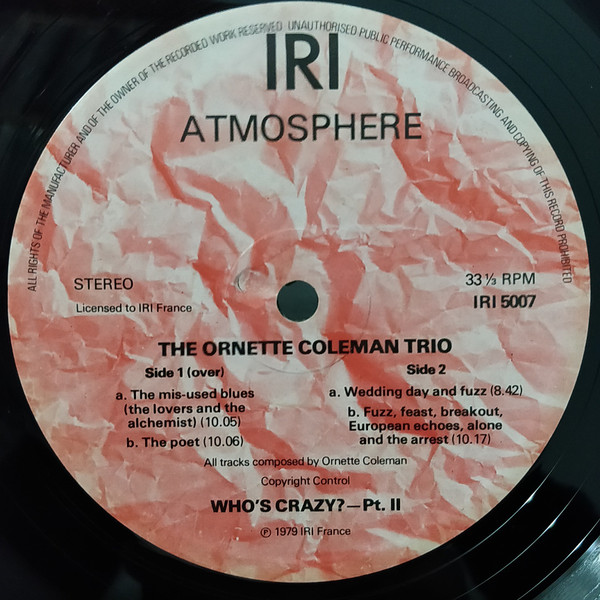 ALL RIGHTS OF THE MANUFACTURER AND OF THE OWNER OF THE RECORDED WORK RESERVED UNAUTHORISED PUBLIC PERFORMANCE BROADCASTING AND COPYING OF THIS RECORD PROHIBITED
IRI
ATMOSPHERE
STEREO
33 ⅓ RPM
Licensed to IRI France
IRI 5007
THE ORNETTE COLEMAN TRIO
Side 1 (over)
a. The mis-used blues
(the lovers and the
alchemist) (10.05)
b. The poet (10.06)
Side 2
a. Wedding day and fuzz (8.42)
b. Fuzz, feast, breakout,
European echoes, alone
and the arrest (10.17)
All tracks composed by Ornette Coleman
Copyright Control
WHO'S CRAZY?—Pt. II
℗ 1979 IRI France